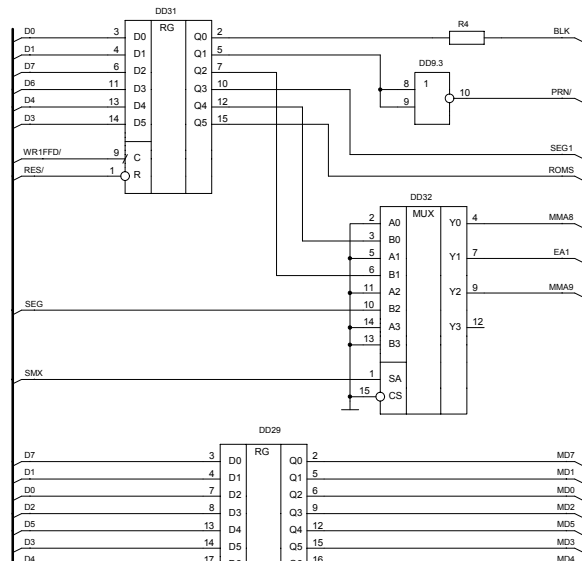 DD31
D0 3 D0 RG Q0 2 R4 BLK
D1 4 D1 Q1 5
D7 6 D2 Q2 7 DD9.3
D6 11 D3 Q3 10 8 1
D4 13 D4 Q4 12 9 10 PRN/
D3 14 D5 Q5 15
WR1FFD/ 9 C SEG1
RES/ 1 R ROMS
DD32
2 A0 MUX Y0 4 MMA8
3 B0
5 A1 Y1 7 EA1
6 B1
11 A2 Y2 9 MMA9
SEG 10 B2
14 A3 Y3 12
13 B3
SMX 1 SA
15 CS
DD29
D7 3 D0 RG Q0 2 MD7
D1 4 D1 Q1 5 MD1
D0 7 D2 Q2 6 MD0
D2 8 D3 Q3 9 MD2
D5 13 D4 Q4 12 MD5
D3 14 D5 Q5 15 MD3
D4 17 16 MD4